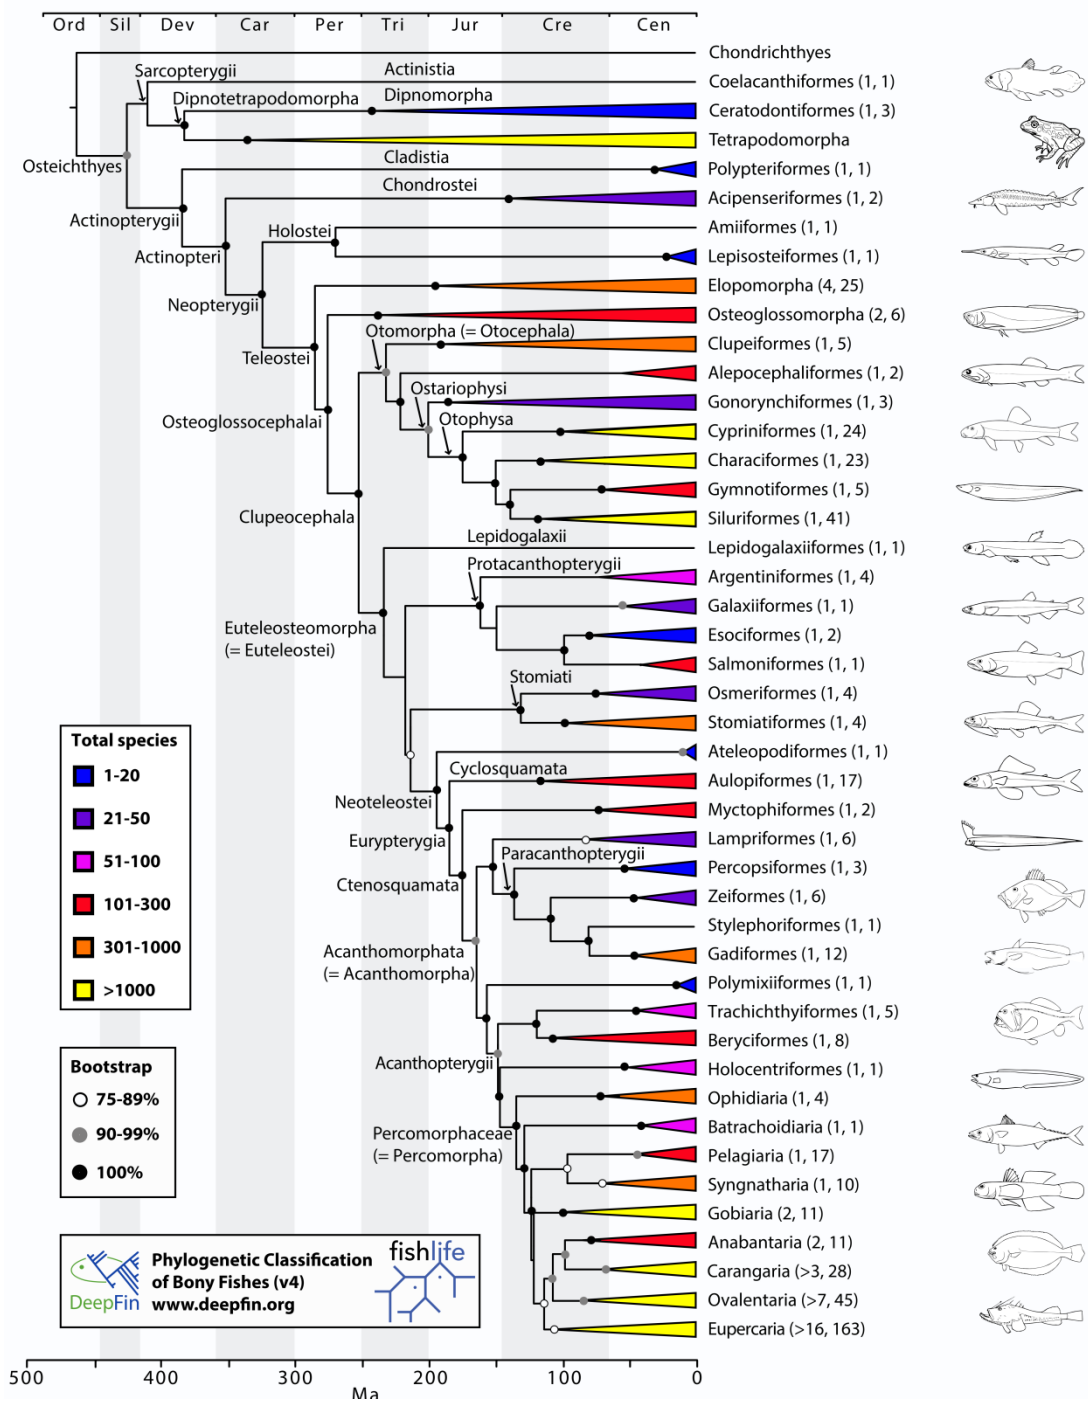 Ord Sil Dev Car Per Tri Jur Cre Cen
Chondrichthyes
Sarcopterygii
Actinistia
Coelacanthiformes (1, 1)
Dipnotetrapodomorpha
Dipnomorpha
Ceratodontiformes (1, 3)
Tetrapodomorpha
Osteichthyes
Cladistia
Polypteriformes (1, 1)
Chondrostei
Acipenseriformes (1, 2)
Actinopterygii
Holostei
Amiiformes (1, 1)
Actinopteri
Lepisosteiformes (1, 1)
Elopomorpha (4, 25)
Neopterygii
Osteoglossomorpha (2, 6)
Otomorpha (= Otocephala)
Clupeiformes (1, 5)
Teleostei
Alepocephaliformes (1, 2)
Ostariophysi
Gonorynchiformes (1, 3)
Osteoglossocephalai
Otophysa
Cypriniformes (1, 24)
Characiformes (1, 23)
Gymnotiformes (1, 5)
Clupeocephala
Siluriformes (1, 41)
Lepidogalaxii
Lepidogalaxiiformes (1, 1)
Protacanthopterygii
Argentiniformes (1, 4)
Galaxiiformes (1, 1)
Euteleosteomorpha
(= Euteleostei)
Esociformes (1, 2)
Salmoniformes (1, 1)
Stomiati
Osmeriformes (1, 4)
Stomiatiformes (1, 4)
Ateleopodiformes (1, 1)
Cyclosquamata
Aulopiformes (1, 17)
Neoteleostei
Myctophiformes (1, 2)
Eurypterygia
Lampriformes (1, 6)
Paracanthopterygii
Percopsiformes (1, 3)
Ctenosquamata
Zeiformes (1, 6)
Stylephoriformes (1, 1)
Acanthomorphata
(= Acanthomorpha)
Gadiformes (1, 12)
Polymixiiformes (1, 1)
Trachichthyiformes (1, 5)
Beryciformes (1, 8)
Acanthopterygii
Holocentriformes (1, 1)
Ophidiaria (1, 4)
Percomorphaceae
(= Percomorpha)
Batrachoidiaria (1, 1)
Pelagiaria (1, 17)
Syngnatharia (1, 10)
Gobiaria (2, 11)
Anabantaria (2, 11)
Carangaria (>3, 28)
Ovalentaria (>7, 45)
Eupercaria (>16, 163)
Total species
1-20
21-50
51-100
101-300
301-1000
>1000
Bootstrap
75-89%
90-99%
100%
DeepFin
Phylogenetic Classification
of Bony Fishes (v4)
www.deepfin.org
fishlife
500 400 300 200 100 0
Ma